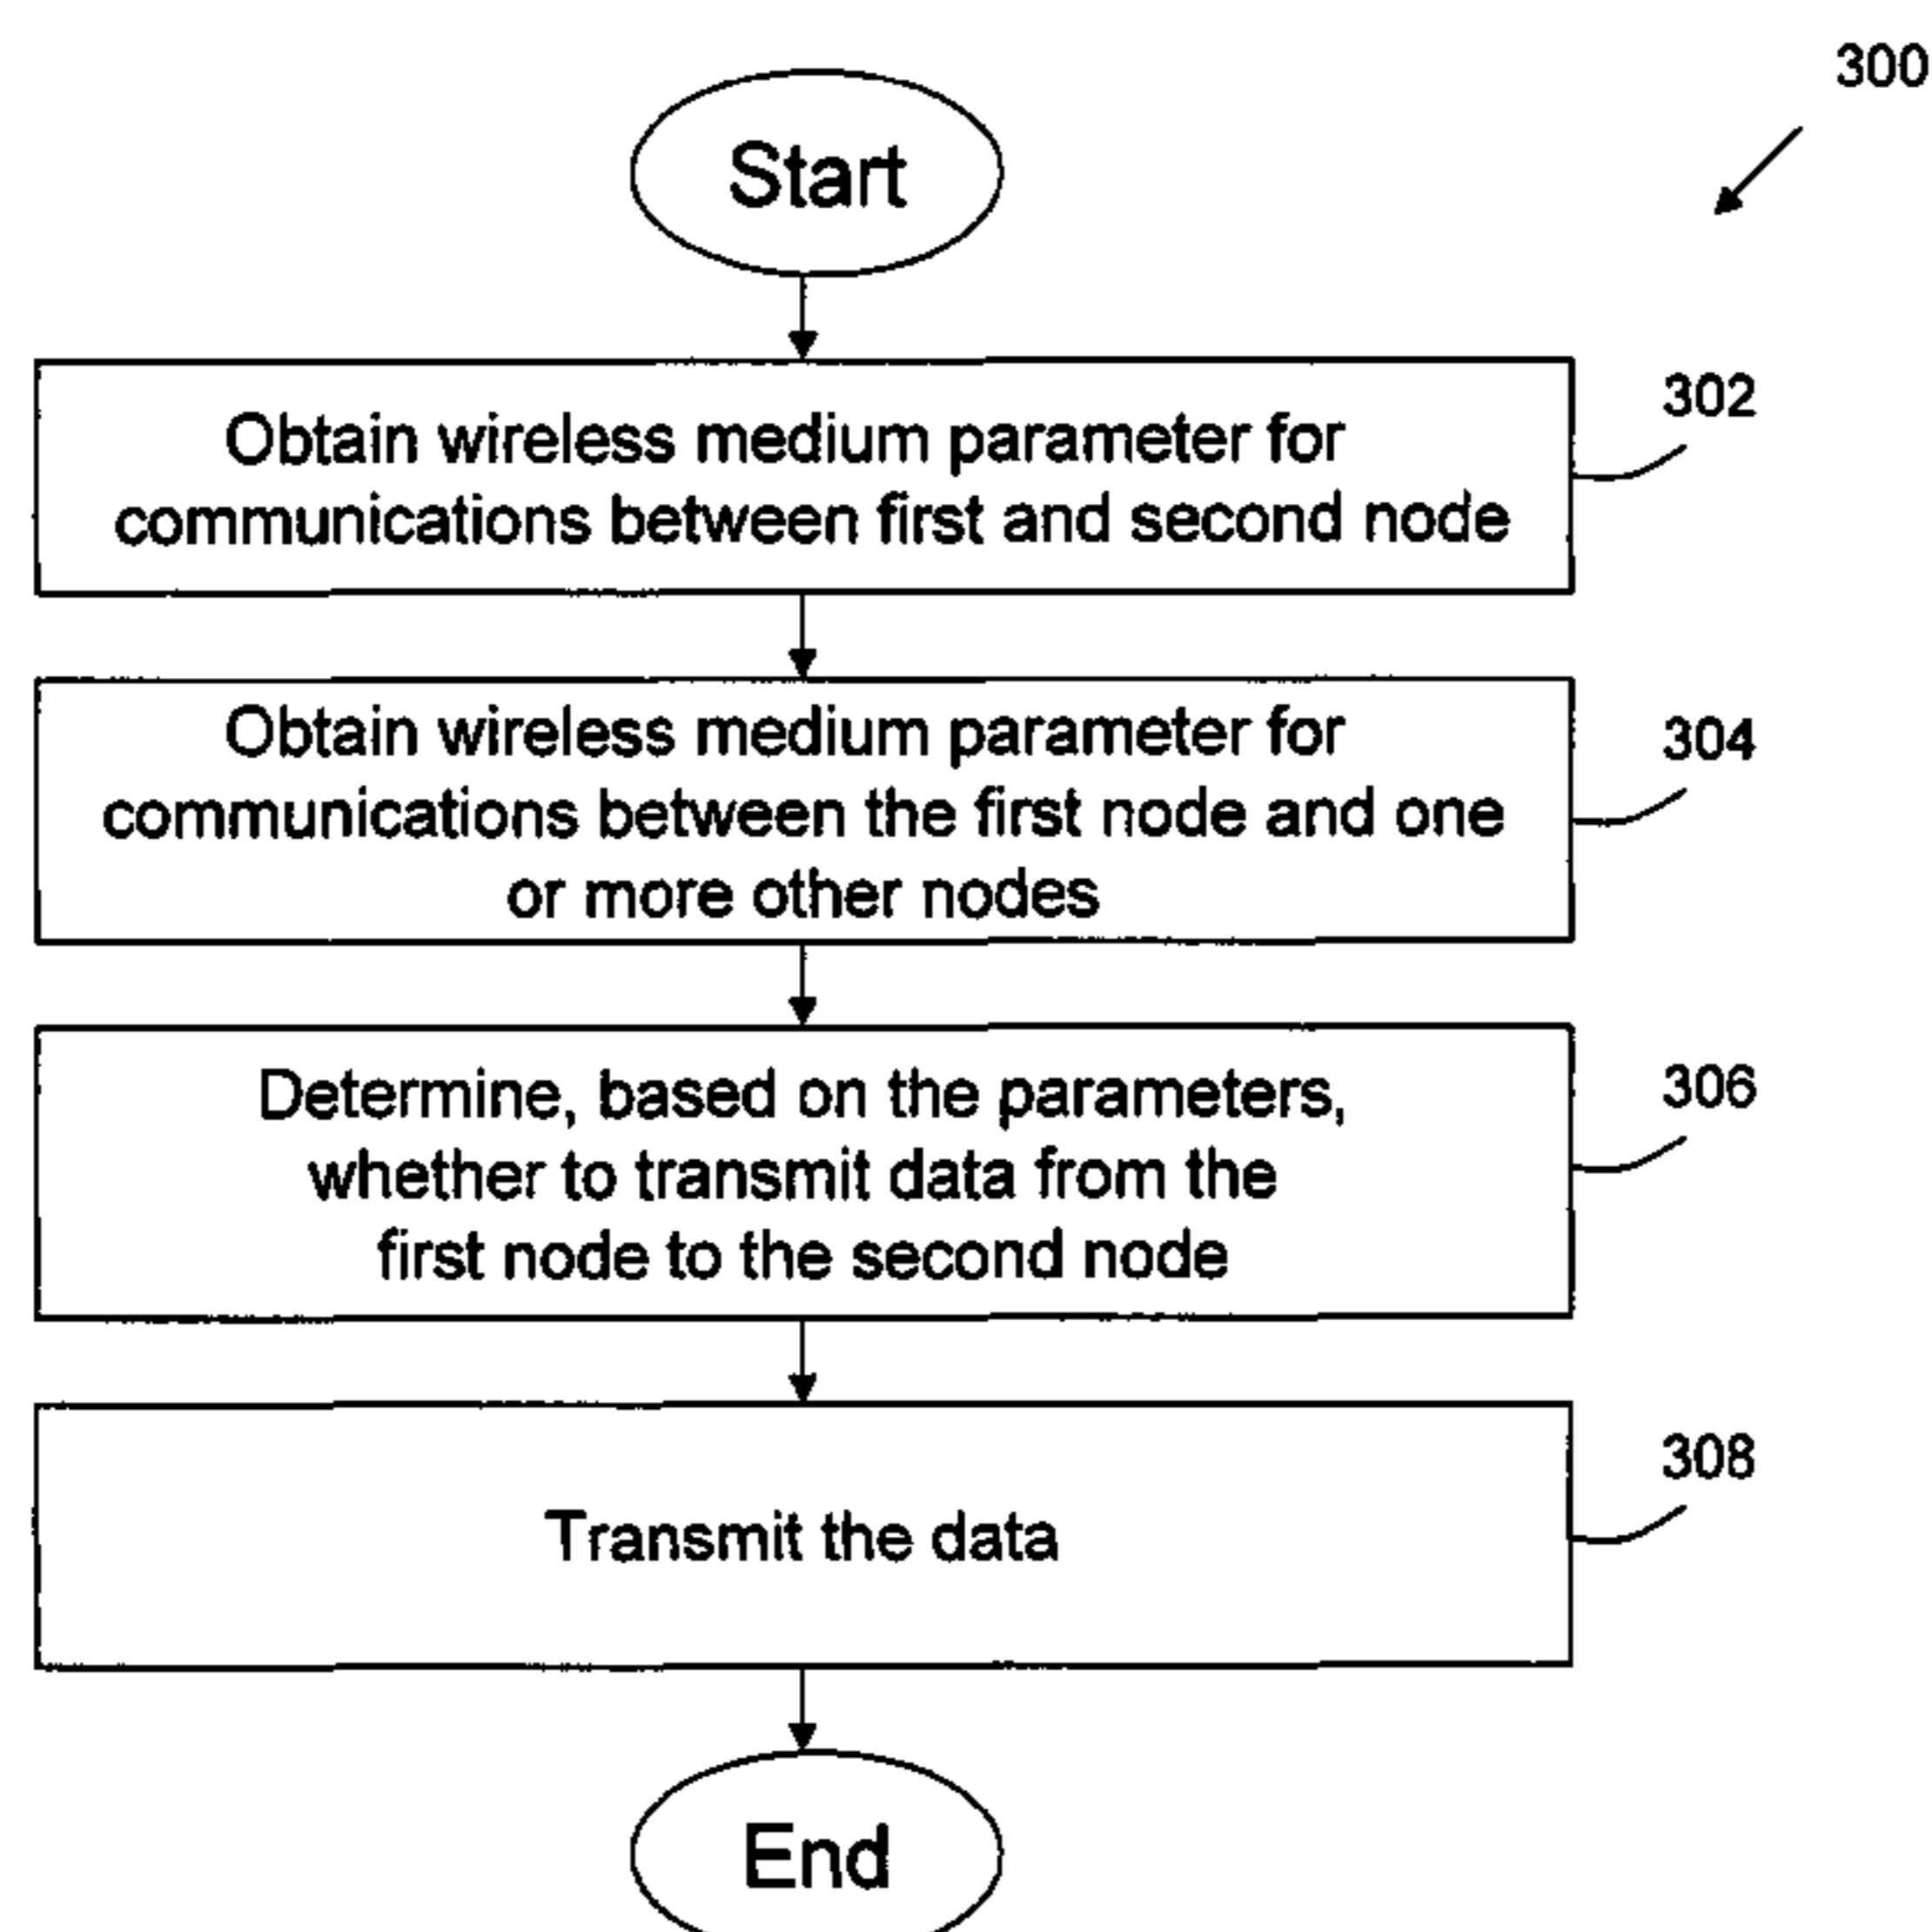 300
Start
Obtain wireless medium parameter for
communications between first and second node
302
Obtain wireless medium parameter for
communications between the first node and one
or more other nodes
304
Determine, based on the parameters,
whether to transmit data from the
first node to the second node
306
Transmit the data
308
End